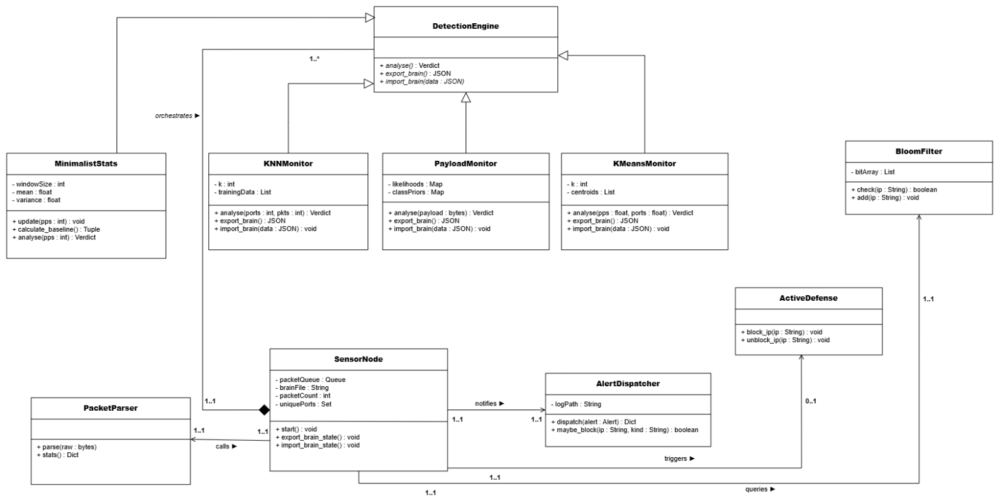 DetectionEngine
+ analyse() : Verdict
+ export_brain() : JSON
+ import_brain(data : JSON)
1..*
orchestrates ►
MinimalistStats
- windowSize : int
- mean : float
- variance : float
+ update(pps : int) : void
+ calculate_baseline() : Tuple
+ analyse(pps : int) : Verdict
KNNMonitor
- k : int
- trainingData : List
+ analyse(ports : int, pkts : int) : Verdict
+ export_brain() : JSON
+ import_brain(data : JSON) : void
PayloadMonitor
- likelihoods : Map
- classPriors : Map
+ analyse(payload : bytes) : Verdict
+ export_brain() : JSON
+ import_brain(data : JSON) : void
KMeansMonitor
- k : int
- centroids : List
+ analyse(pps : float, ports : float) : Verdict
+ export_brain() : JSON
+ import_brain(data : JSON) : void
BloomFilter
- bitArray : List
+ check(ip : String) : boolean
+ add(ip : String) : void
1..1
ActiveDefense
+ block_ip(ip : String) : void
+ unblock_ip(ip : String) : void
0..1
SensorNode
- packetQueue : Queue
- brainFile : String
- packetCount : int
- uniquePorts : Set
+ start() : void
+ export_brain_state() : void
+ import_brain_state() : void
1..1
PacketParser
+ parse(raw : bytes)
+ stats() : Dict
1..1
1..1
calls ►
notifies ►
1..1
1..1
AlertDispatcher
- logPath : String
+ dispatch(alert : Alert) : Dict
+ maybe_block(ip : String, kind : String) : boolean
triggers ►
1..1
1..1
queries ►